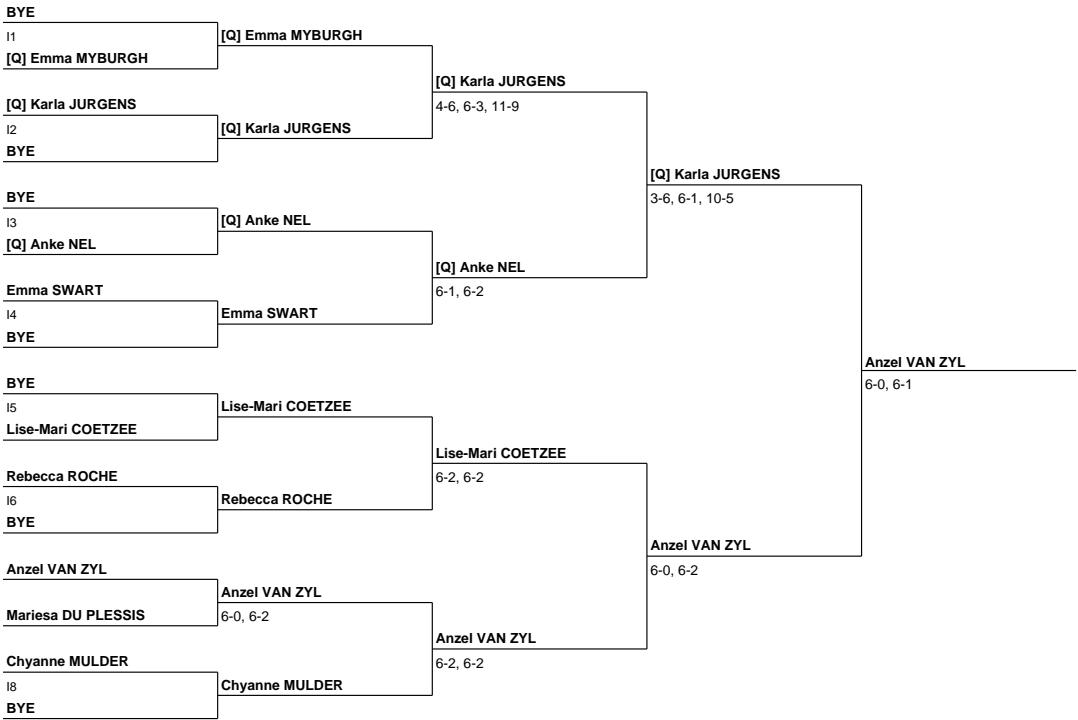 BYE
I1
[Q] Emma MYBURGH
[Q] Karla JURGENS
I2
BYE
BYE
I3
[Q] Anke NEL
Emma SWART
I4
BYE
BYE
I5
Lise-Mari COETZEE
Rebecca ROCHE
I6
BYE
Anzel VAN ZYL
Mariesa DU PLESSIS
Chyanne MULDER
I8
BYE
[Q] Emma MYBURGH
[Q] Karla JURGENS
[Q] Anke NEL
Emma SWART
Lise-Mari COETZEE
Rebecca ROCHE
Anzel VAN ZYL
6-0, 6-2
Chyanne MULDER
[Q] Karla JURGENS
4-6, 6-3, 11-9
[Q] Anke NEL
6-1, 6-2
Lise-Mari COETZEE
6-2, 6-2
Anzel VAN ZYL
6-2, 6-2
[Q] Karla JURGENS
3-6, 6-1, 10-5
Anzel VAN ZYL
6-0, 6-2
Anzel VAN ZYL
6-0, 6-1